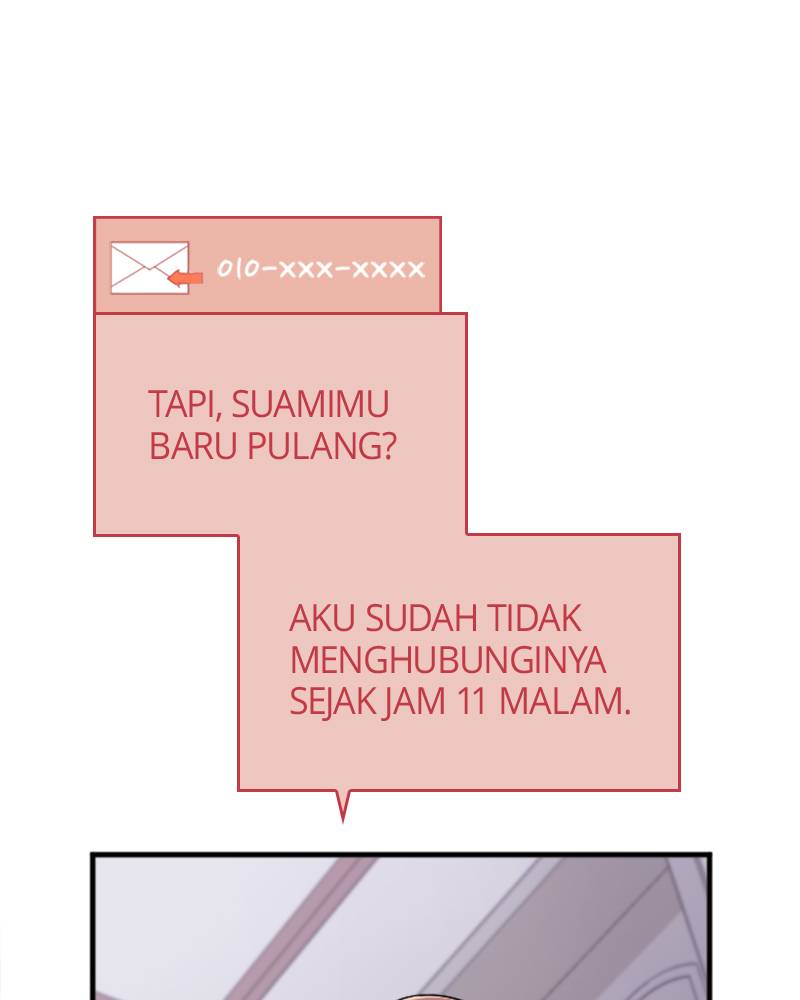 010-xxx-xxxx
TAPI, SUAMIMU
BARU PULANG?
AKU SUDAH TIDAK
MENGHUBUNGINYA
SEJAK JAM 11 MALAM.